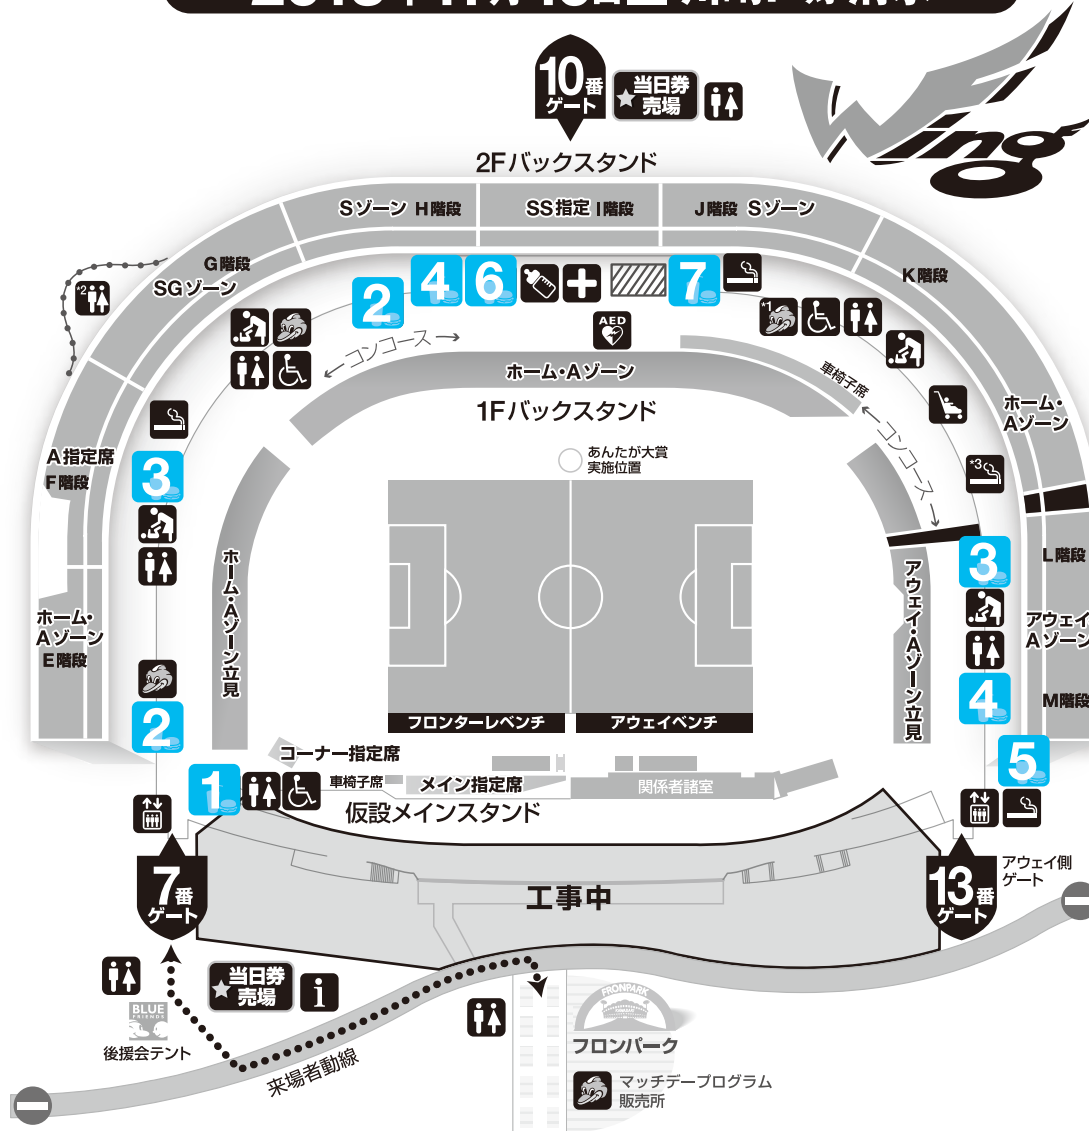 10番
ゲート
当日券
売場
Wing
2Fバックスタンド
Sゾーン H階段
SS指定 I階段
J階段 Sゾーン
G階段
SGゾーン
K階段
*2
2
4
6
7
*1
AED
コンコース
ホーム・Aゾーン
車椅子席
1Fバックスタンド
ホーム・
Aゾーン
コンコース
A指定席
F階段
3
あんたが大賞
実施位置
*3
3
L階段
ホーム・Aゾーン立見
アウェイ・Aゾーン立見
ホーム・
Aゾーン
E階段
アウェイ
Aゾーン
2
4
M階段
フロンターレベンチ
アウェイベンチ
コーナー指定席
5
1
車椅子席
メイン指定席
関係者諸室
仮設メインスタンド
7番
ゲート
工事中
13番
ゲート
アウェイ側
ゲート
当日券
売場
i
BLUE
FRIENDS
後援会テント
来場者動線
FRONPARK
フロンパーク
マッチデープログラム
販売所